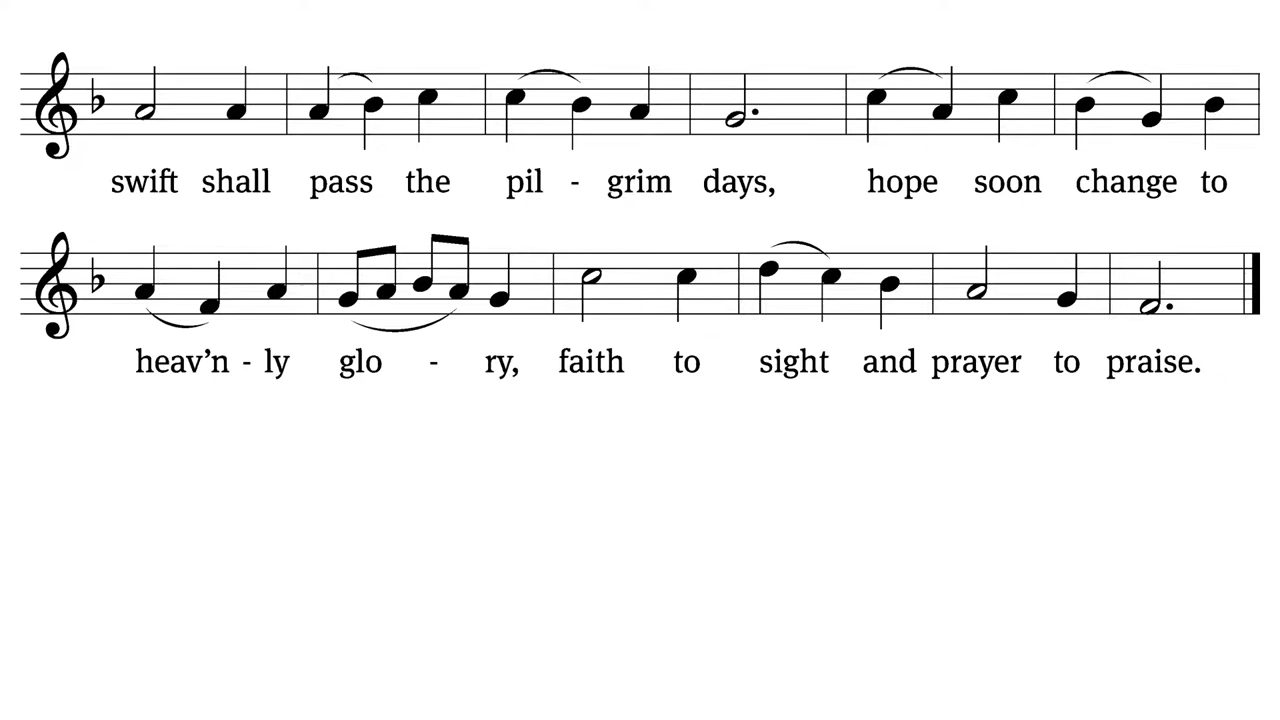 swift shall pass the pil - grim days, hope soon change to
heav’n - ly glo - ry, faith to sight and prayer to praise.